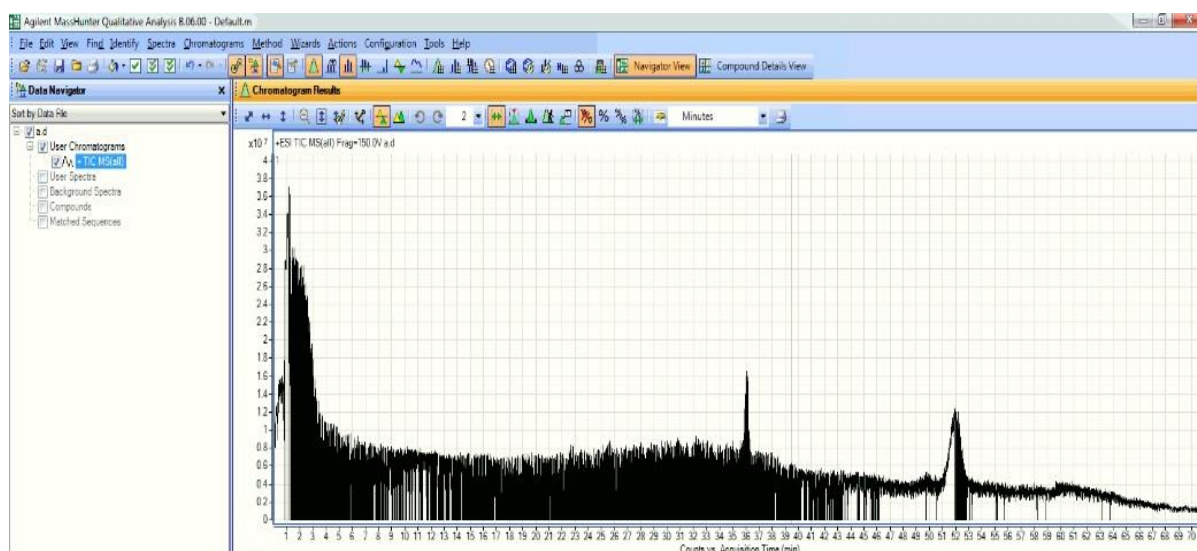 Agilent MassHunter Qualitative Analysis B.06.00 - Default.m
File Edit View Find Identify Spectra Chromatograms Method Wizards Actions Configuration Tools Help
Navigator View Compound Details View
Data Navigator X
Chromatogram Results
Sort by Data File
2 Minutes
a.d
User Chromatograms
+ TIC MS(all)
User Spectra
Background Spectra
Compounds
Matched Sequences
x10 7 +ESI TIC MS(all) Frag=150.0V a.d
4 1
3.8
3.6
3.4
3.2
3
2.8
2.6
2.4
2.2
2
1.8
1.6
1.4
1.2
1
0.8
0.6
0.4
0.2
0
1 2 3 4 5 6 7 8 9 10 11 12 13 14 15 16 17 18 19 20 21 22 23 24 25 26 27 28 29 30 31 32 33 34 35 36 37 38 39 40 41 42 43 44 45 46 47 48 49 50 51 52 53 54 55 56 57 58 59 60 61 62 63 64 65 66 67 68 69 70
Counts vs. Acquisition Time (min)